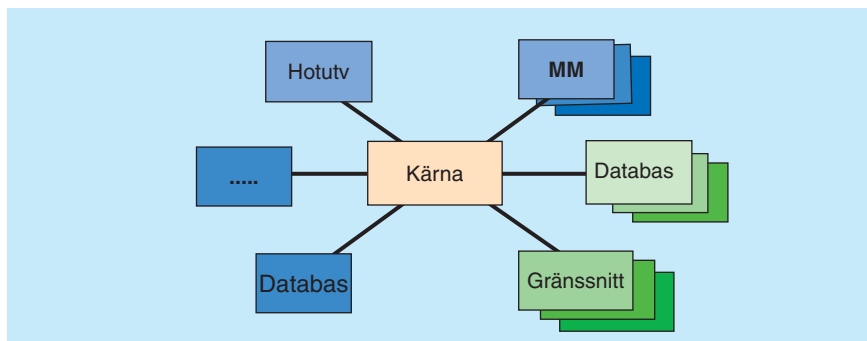 Hotutv
MM
.....
Kärna
Databas
Databas
Gränssnitt